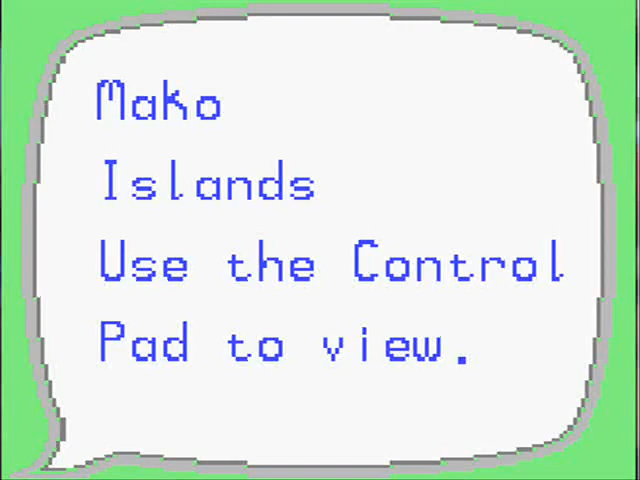 Mako
Islands
Use the Control
Pad to view.